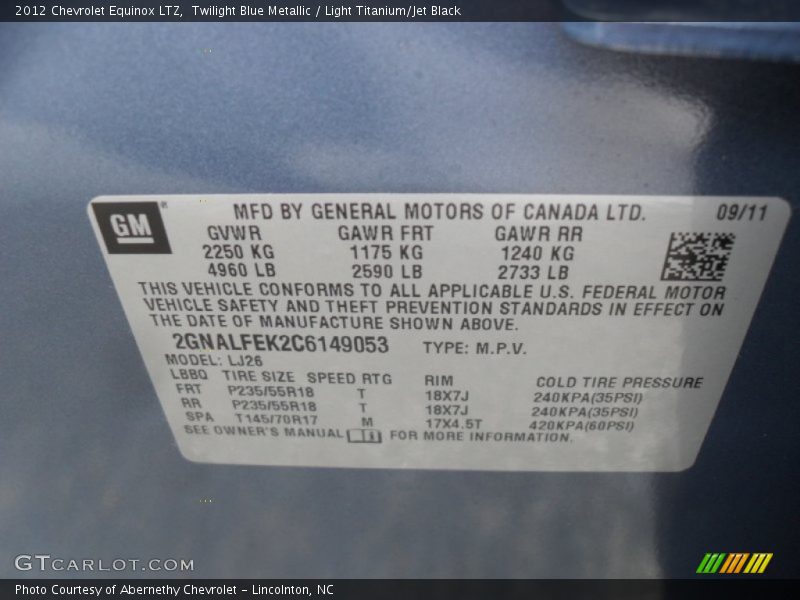 2012 Chevrolet Equinox LTZ, Twilight Blue Metallic / Light Titanium/Jet Black
GM® MFD BY GENERAL MOTORS OF CANADA LTD. 09/11
GVWR GAWR FRT GAWR RR
2250 KG 1175 KG 1240 KG
4960 LB 2590 LB 2733 LB
THIS VEHICLE CONFORMS TO ALL APPLICABLE U.S. FEDERAL MOTOR
VEHICLE SAFETY AND THEFT PREVENTION STANDARDS IN EFFECT ON
THE DATE OF MANUFACTURE SHOWN ABOVE.
2GNALFEK2C6149053 TYPE: M.P.V.
MODEL: LJ26
LBBQ TIRE SIZE SPEED RTG RIM COLD TIRE PRESSURE
FRT P235/55R18 T 18X7J 240KPA(35PSI)
RR P235/55R18 T 18X7J 240KPA(35PSI)
SPA T145/70R17 M 17X4.5T 420KPA(60PSI)
SEE OWNER'S MANUAL FOR MORE INFORMATION.
GTCARLOT.COM
Photo Courtesy of Abernethy Chevrolet - Lincolnton, NC